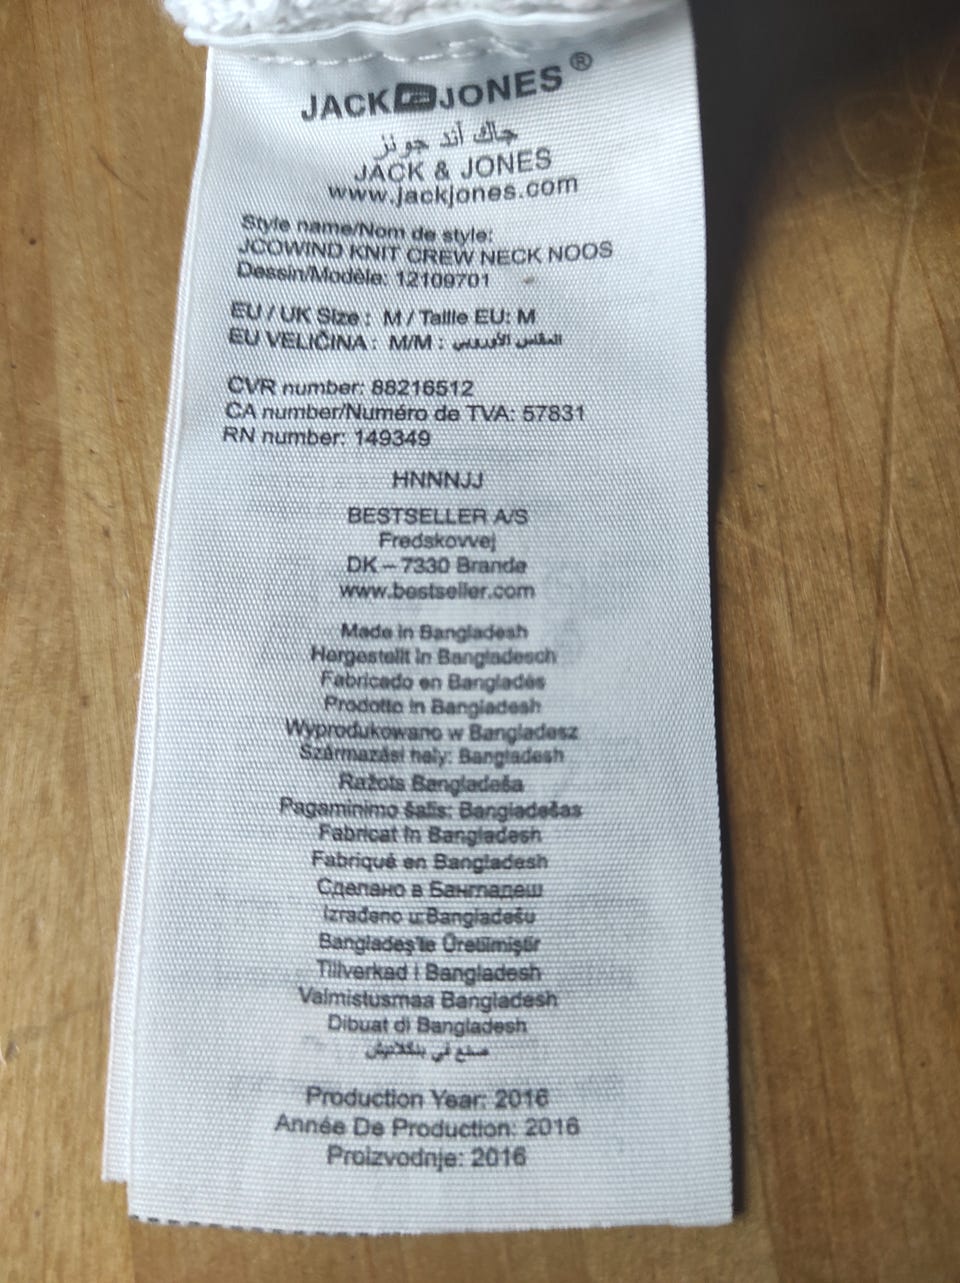 JACK JONES®
جاك أند جونز
JACK & JONES
www.jackjones.com
Style name/Nom de style:
JCOWIND KNIT CREW NECK NOOS
Dessin/Modèle: 12109701
EU / UK Size : M / Taille EU: M
EU VELIČINA : M/M : المقاس الأوروبي
CVR number: 88216512
CA number/Numéro de TVA: 57831
RN number: 149349
HNNNJJ
BESTSELLER A/S
Fredskovvej
DK – 7330 Brande
www.bestseller.com
Made in Bangladesh
Hergestellt in Bangladesch
Fabricado en Bangladés
Prodotto in Bangladesh
Wyprodukowano w Bangladesz
Származási hely: Bangladesh
Ražots Bangladeša
Pagaminimo šalis: Bangladešas
Fabricat în Bangladesh
Fabriqué en Bangladesh
Сделано в Бангладеш
Izrađeno u Bangladešu
Bangladeş'te Üretilmiştir
Tillverkad i Bangladesh
Valmistusmaa Bangladesh
Dibuat di Bangladesh
صنع في بنگلاديش
Production Year: 2016
Année De Production: 2016
Proizvodnje: 2016